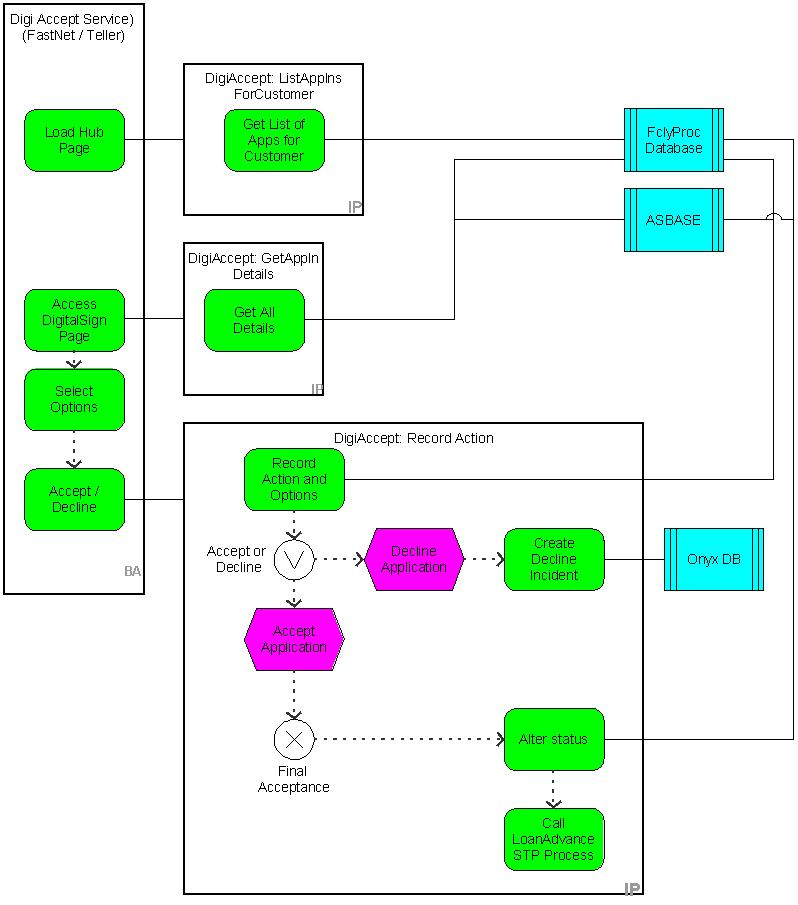 Digi Accept Service)
(FastNet / Teller)
Load Hub
Page
Access
DigitalSign
Page
Select
Options
Accept /
Decline
BA
DigiAccept: ListAppIns
ForCustomer
Get List of
Apps for
Customer
IP
DigiAccept: GetAppIn
Details
Get All
Details
IP
FclyProc
Database
ASBASE
DigiAccept: Record Action
Record
Action and
Options
Accept or
Decline
Decline
Application
Create
Decline
Incident
Onyx DB
Accept
Application
Final
Acceptance
Alter status
Call
LoanAdvance
STP Process
IP